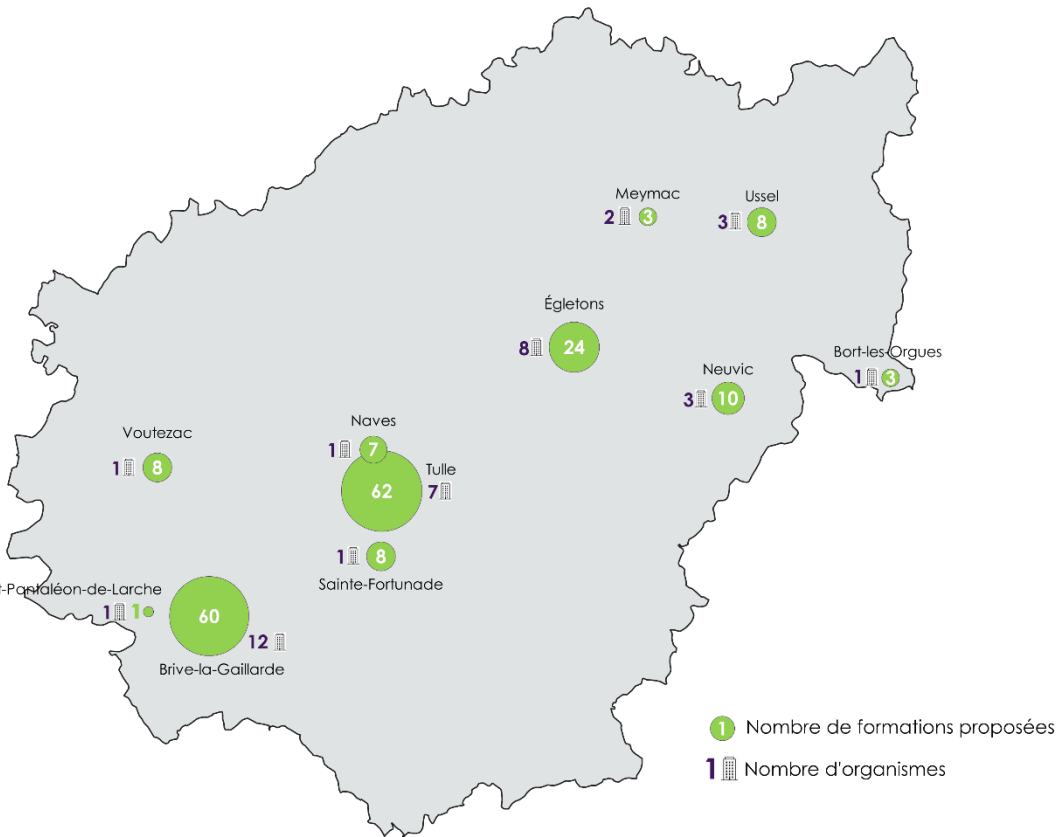 Meymac
2
3
Ussel
3
8
Égletons
8
24
Bort-les-Orgues
1
3
Neuvic
3
10
Naves
1
7
Voutezac
1
8
Tulle
62
7
1
8
Sainte-Fortunade
t-Pantaléon-de-Larche
1
1
60
12
Brive-la-Gaillarde
1 Nombre de formations proposées
1 Nombre d'organismes